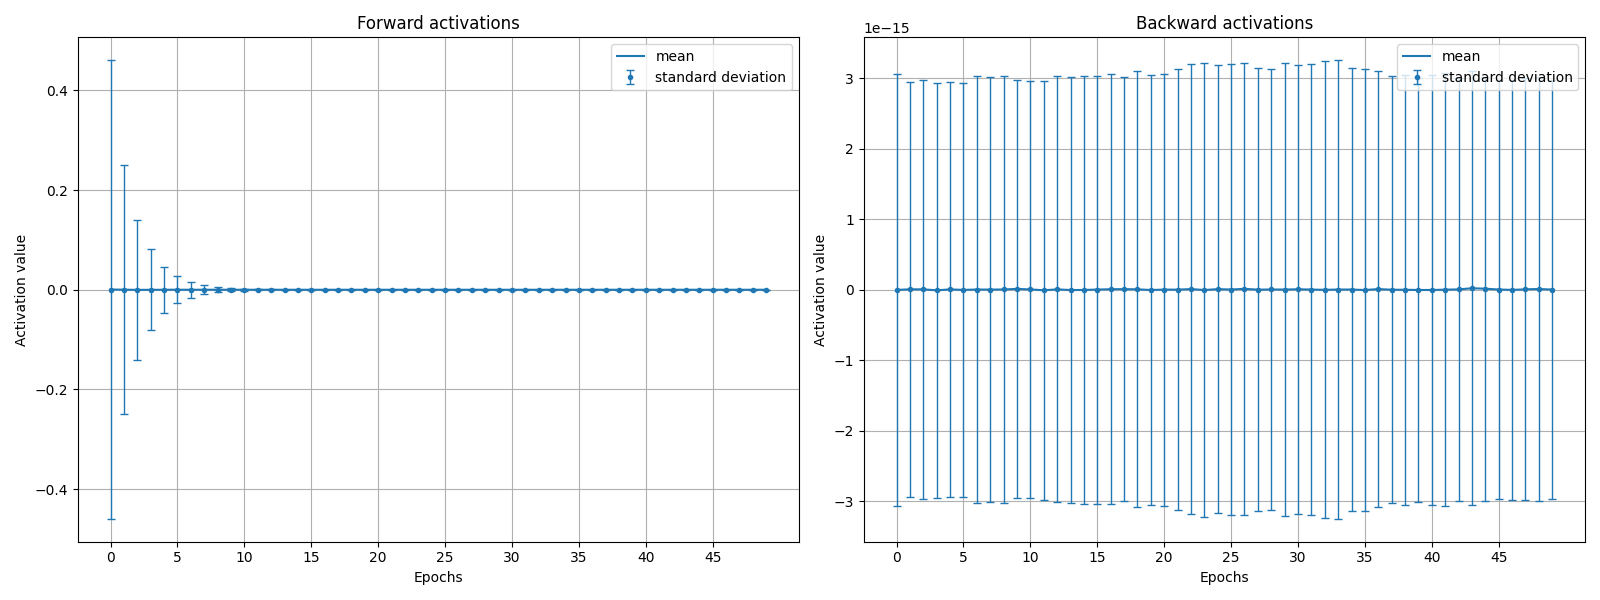 Forward activations
mean
standard deviation
Activation value
0.4
0.2
0.0
−0.2
−0.4
0 5 10 15 20 25 30 35 40 45
Epochs
Backward activations
1e−15
mean
standard deviation
Activation value
3
2
1
0
−1
−2
−3
0 5 10 15 20 25 30 35 40 45
Epochs